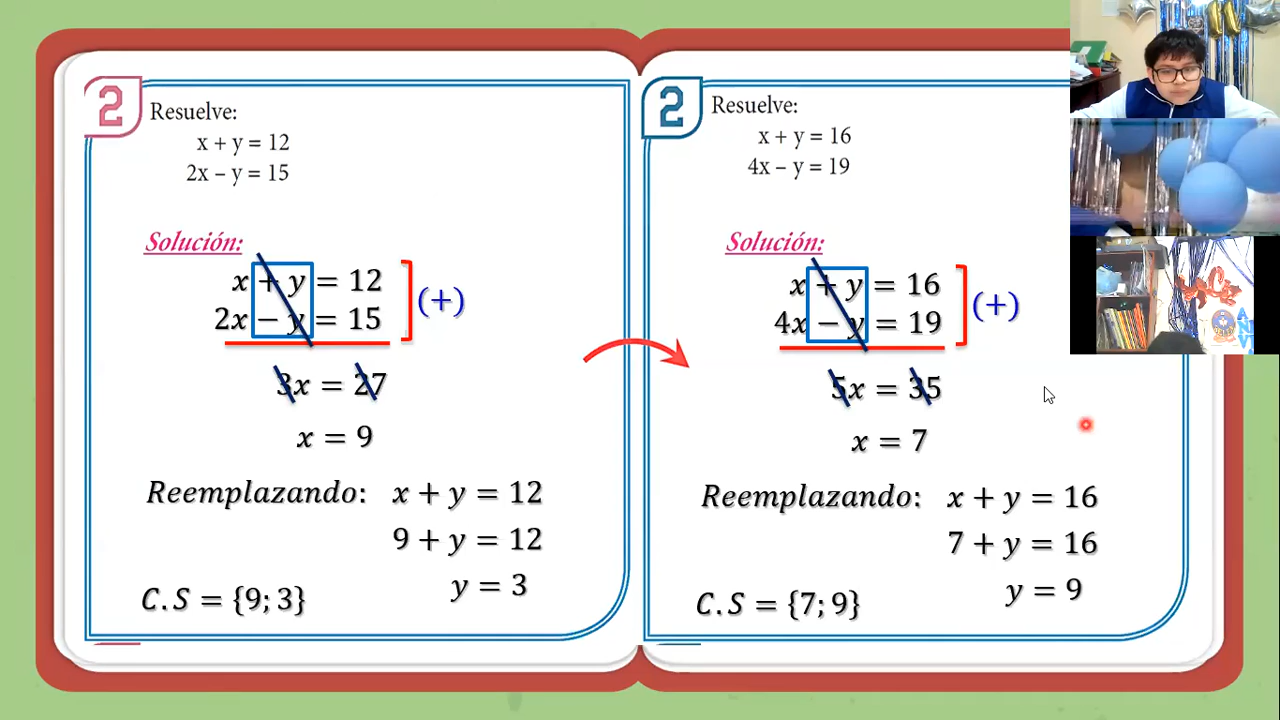 2
Resuelve:
x + y = 12
2x – y = 15
Solución:
x + y = 12
2x − y = 15
(+)
3x = 27
x = 9
Reemplazando: x + y = 12
9 + y = 12
y = 3
C.S = {9; 3}
2
Resuelve:
x + y = 16
4x – y = 19
Solución:
x + y = 16
4x − y = 19
(+)
5x = 35
x = 7
Reemplazando: x + y = 16
7 + y = 16
y = 9
C.S = {7; 9}